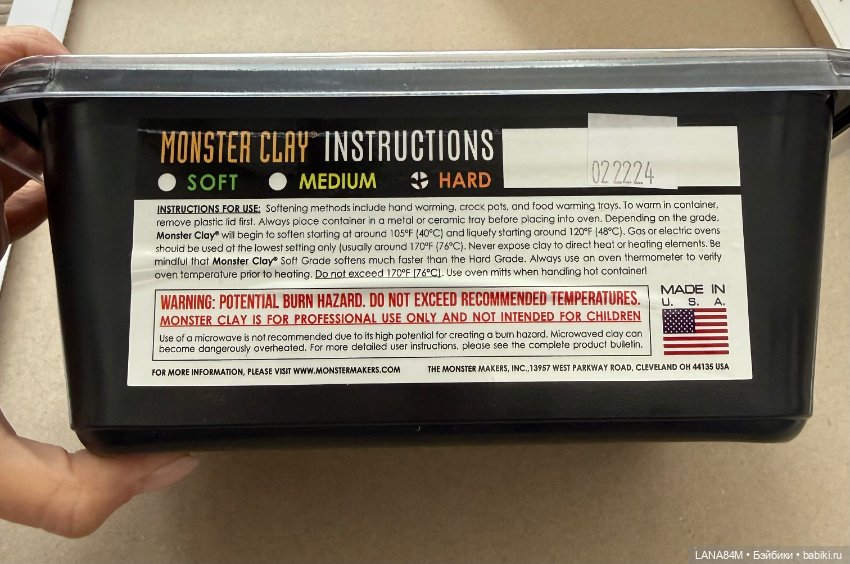 MONSTER CLAY® INSTRUCTIONS
SOFT MEDIUM HARD
022224
INSTRUCTIONS FOR USE: Softening methods include hand warming, crock pots, and food warming trays. To warm in container,
remove plastic lid first. Always place container in a metal or ceramic tray before placing into oven. Depending on the grade,
Monster Clay® will begin to soften starting at around 105°F (40°C) and liquefy starting at around 120°F (48°C). Gas or electric ovens
should be used at the lowest setting only (usually around 170°F (76°C). Never expose clay to direct heat or heating elements. Be
mindful that Monster Clay® Soft Grade softens much faster than the Hard Grade. Always use an oven thermometer to verify
oven temperature prior to heating. Do not exceed 170°F (76°C). Use oven mitts when handling hot container!
WARNING: POTENTIAL BURN HAZARD. DO NOT EXCEED RECOMMENDED TEMPERATURES.
MONSTER CLAY IS FOR PROFESSIONAL USE ONLY AND NOT INTENDED FOR CHILDREN
Use of a microwave is not recommended due to its high potential for creating a burn hazard. Microwaved clay can
become dangerously overheated. For more detailed user instructions, please see the complete product bulletin.
MADE IN
U. S. A.
FOR MORE INFORMATION, PLEASE VISIT WWW.MONSTERMAKERS.COM
THE MONSTER MAKERS, INC.,13957 WEST PARKWAY ROAD, CLEVELAND OH 44135 USA
LANA84M • Бэйбики • babiki.ru